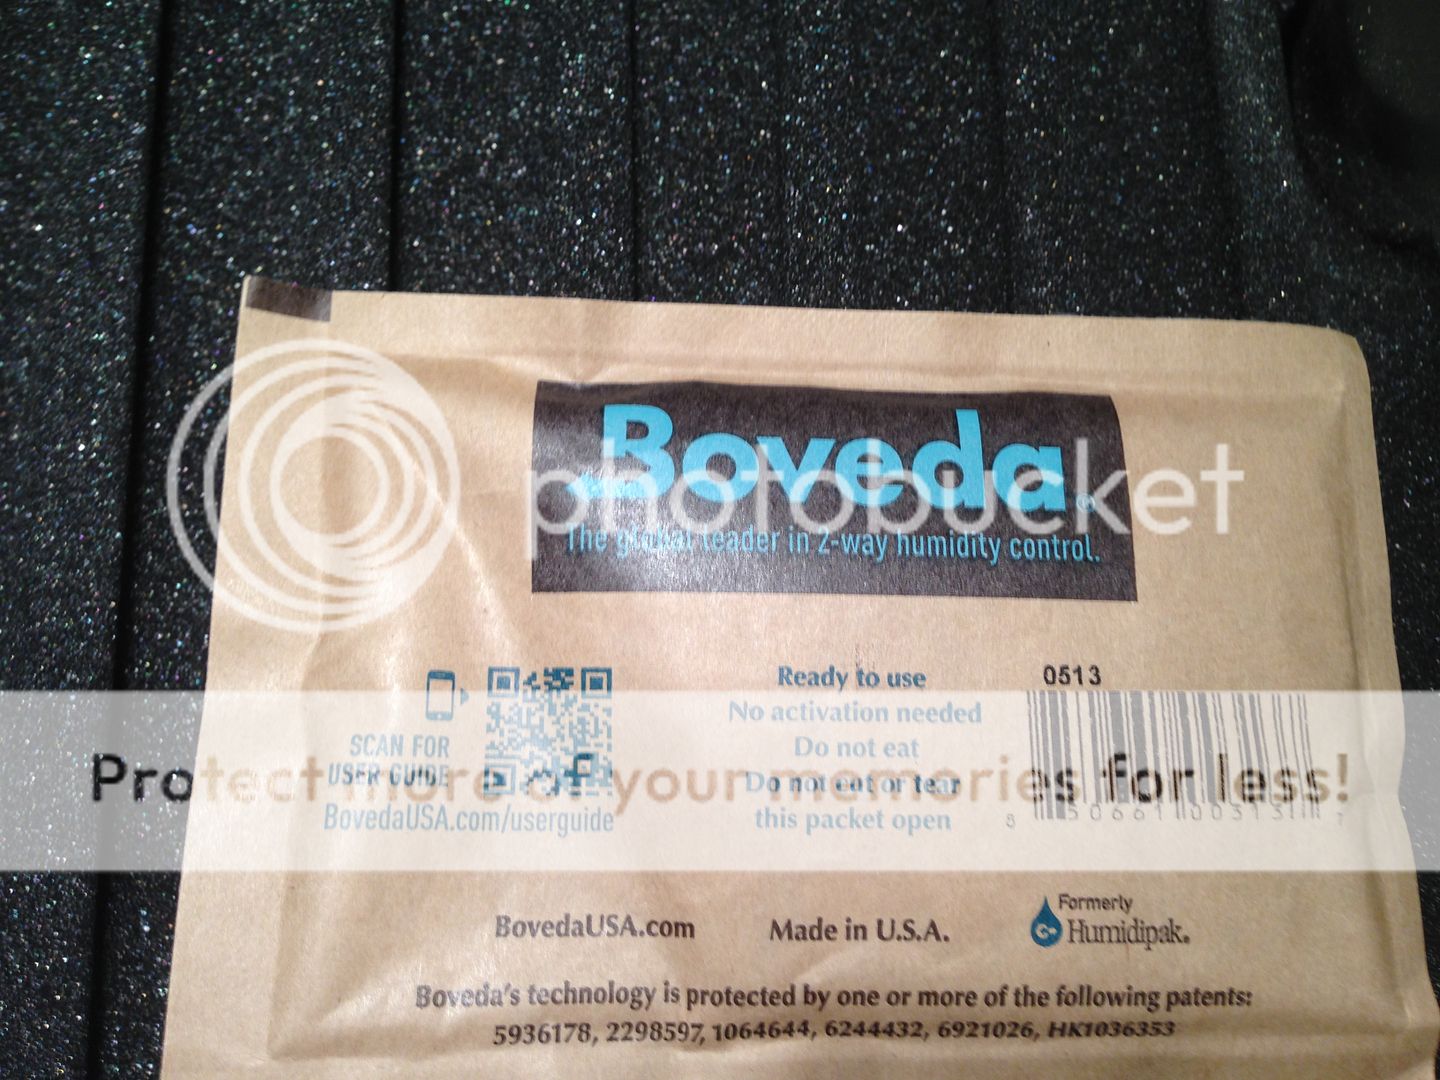 Boveda®
The global leader in 2-way humidity control.
photobucket
SCAN FOR
USER GUIDE
BovedaUSA.com/userguide
Ready to use
No activation needed
Do not eat
Do not eat or tear
this packet open
0513
Protect more of your memories for less!
BovedaUSA.com
Made in U.S.A.
Formerly
Humidipak®
Boveda's technology is protected by one or more of the following patents:
5936178, 2298597, 1064644, 6244432, 6921026, HK1036353